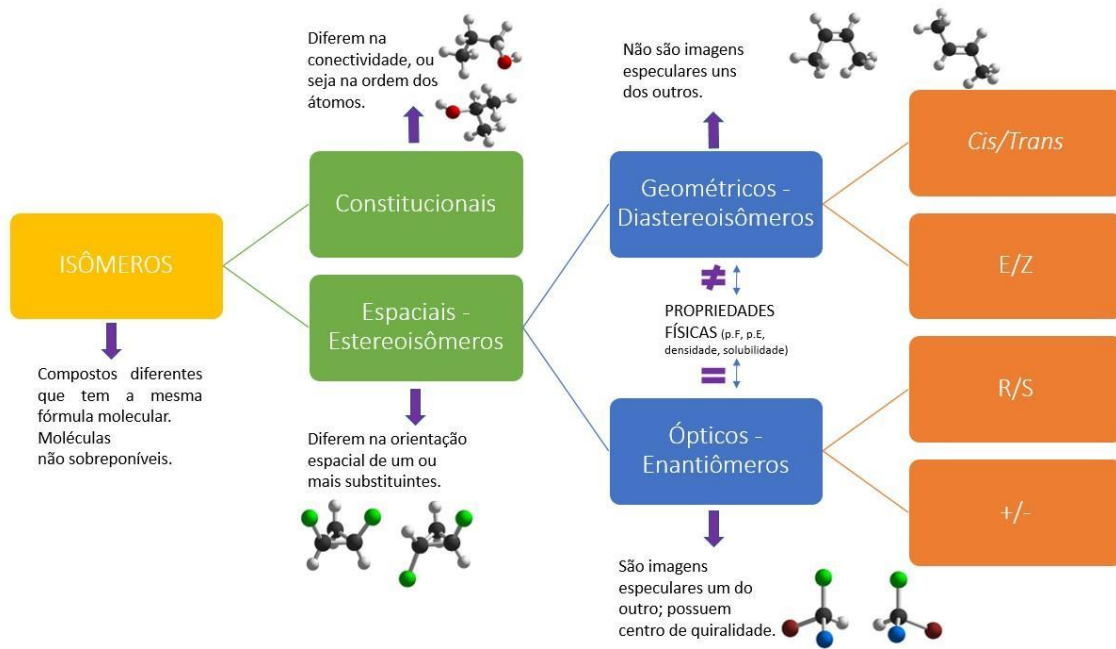 ISÔMEROS
Compostos diferentes
que tem a mesma
fórmula molecular.
Moléculas
não sobreponíveis.
Diferem na
conectividade, ou
seja na ordem dos
átomos.
Constitucionais
Espaciais -
Estereoisômeros
Diferem na orientação
espacial de um ou
mais substituintes.
Não são imagens
especulares uns
dos outros.
Geométricos -
Diastereoisômeros
≠
PROPRIEDADES
FÍSICAS (p.F, p.E,
densidade, solubilidade)
=
Ópticos -
Enantiômeros
São imagens
especulares um do
outro; possuem
centro de quiralidade.
Cis/Trans
E/Z
R/S
+/-